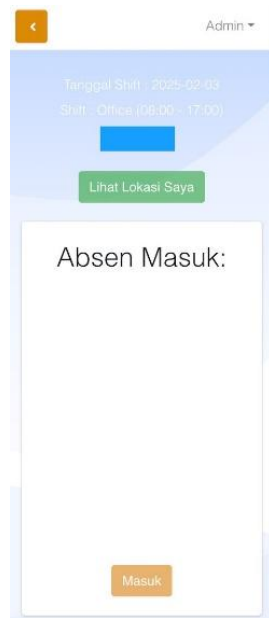 Admin
Tanggal Shift : 2025-02-03
Shift : Office (08:00 - 17:00)
Lihat Lokasi Saya
Absen Masuk:
Masuk